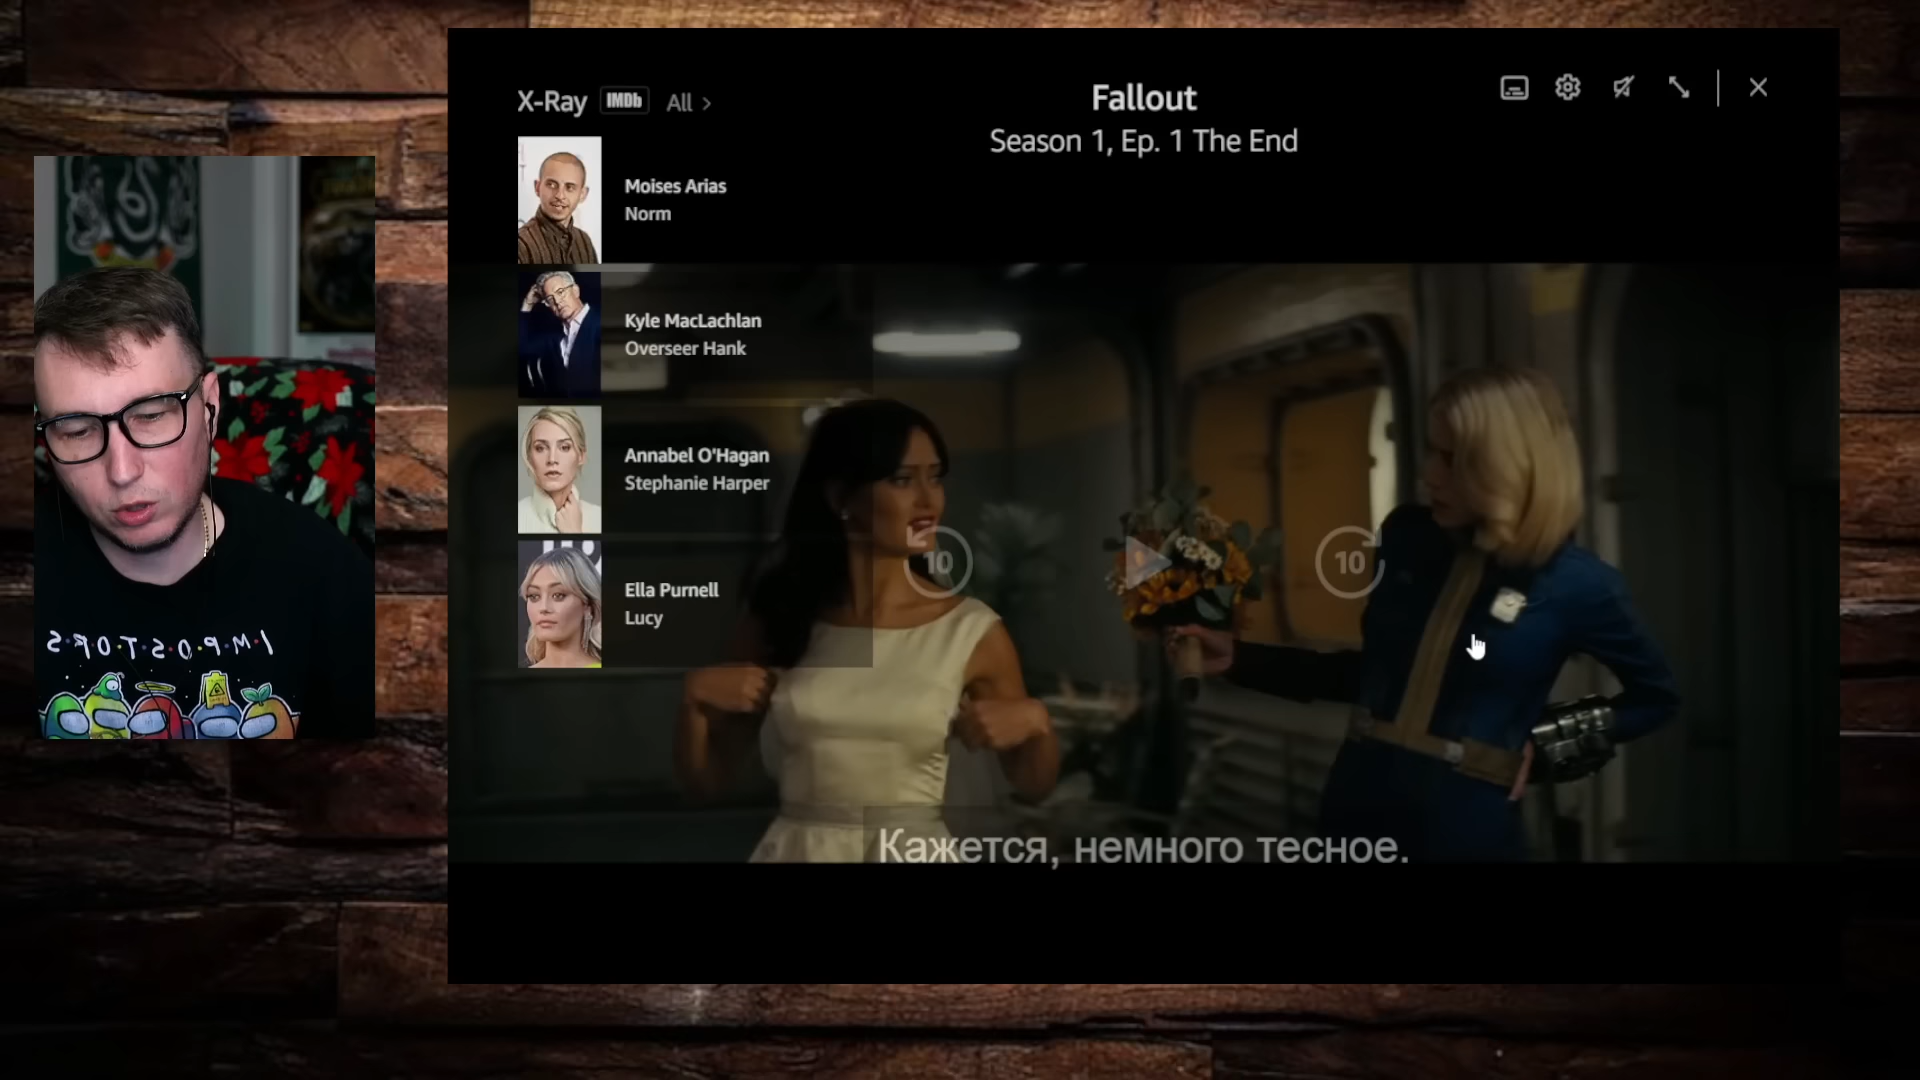 X-Ray IMDb All >
Fallout
Season 1, Ep. 1 The End
Moises Arias
Norm
Kyle MacLachlan
Overseer Hank
Annabel O'Hagan
Stephanie Harper
Ella Purnell
Lucy
10
10
Кажется, немного тесное.
I.M.P.O.S.T.O.R.S